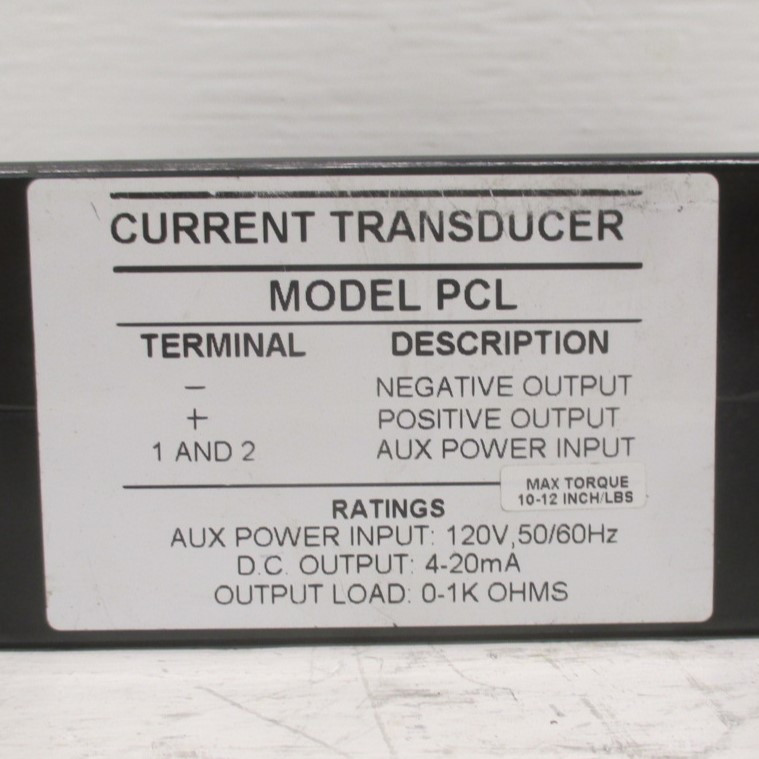 CURRENT TRANSDUCER
MODEL PCL
TERMINAL DESCRIPTION
− NEGATIVE OUTPUT
+ POSITIVE OUTPUT
1 AND 2 AUX POWER INPUT
MAX TORQUE
10-12 INCH/LBS
RATINGS
AUX POWER INPUT: 120V,50/60Hz
D.C. OUTPUT: 4-20mA
OUTPUT LOAD: 0-1K OHMS